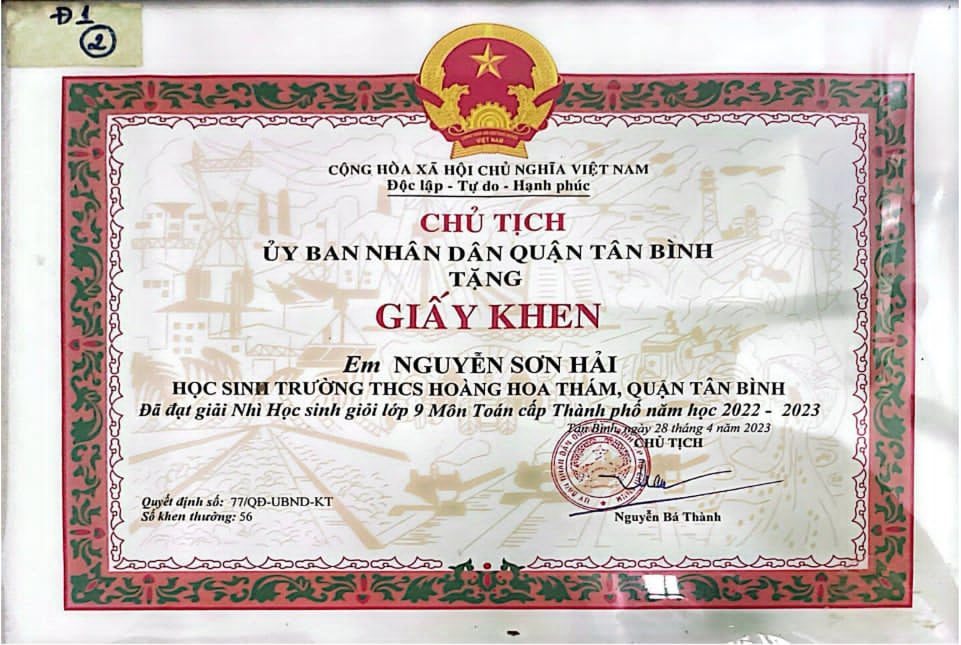 Đ1
2
VIỆT NAM
CỘNG HÒA XÃ HỘI CHỦ NGHĨA VIỆT NAM
Độc lập - Tự do - Hạnh phúc
CHỦ TỊCH
ỦY BAN NHÂN DÂN QUẬN TÂN BÌNH
TẶNG
GIẤY KHEN
Em NGUYỄN SƠN HẢI
HỌC SINH TRƯỜNG THCS HOÀNG HOA THÁM, QUẬN TÂN BÌNH
Đã đạt giải Nhì Học sinh giỏi lớp 9 Môn Toán cấp Thành phố năm học 2022 - 2023
Tân Bình, ngày 28 tháng 4 năm 2023
CHỦ TỊCH
Quyết định số: 77/QĐ-UBND-KT
Số khen thưởng: 56
Nguyễn Bá Thành